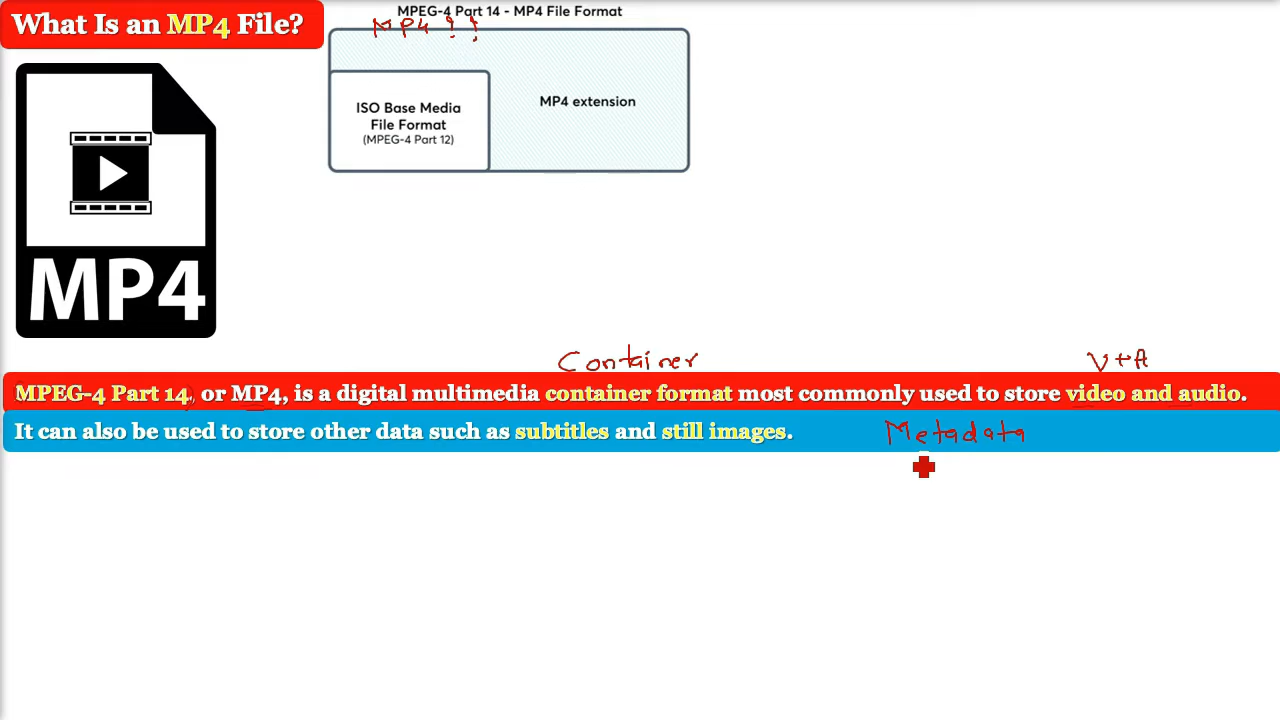 What Is an MP4 File?
MPEG-4 Part 14 - MP4 File Format
MP4 ! !
ISO Base Media
File Format
(MPEG-4 Part 12)
MP4 extension
MP4
Container
V+A
MPEG-4 Part 14, or MP4, is a digital multimedia container format most commonly used to store video and audio.
It can also be used to store other data such as subtitles and still images.
Metadata